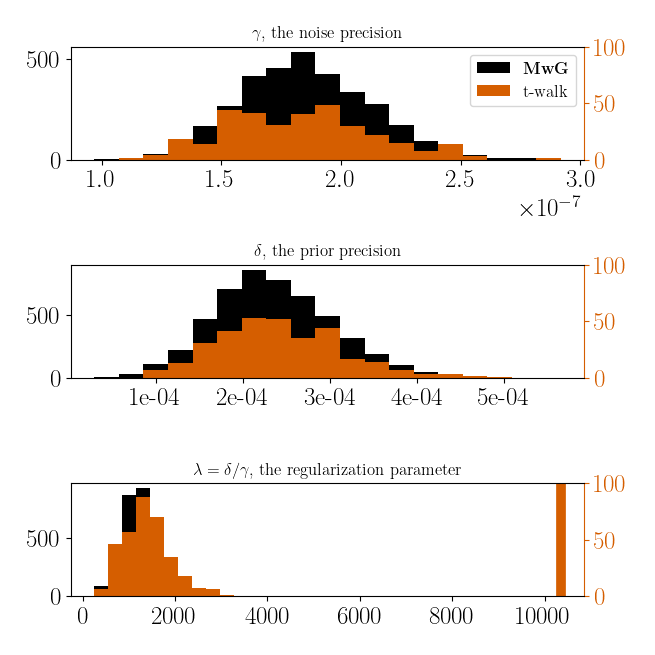 γ, the noise precision
500
0
100
50
0
MwG
t-walk
1.0 1.5 2.0 2.5 3.0
×10⁻⁷
δ, the prior precision
500
0
100
50
0
1e-04 2e-04 3e-04 4e-04 5e-04
λ = δ/γ, the regularization parameter
500
0
100
50
0
0 2000 4000 6000 8000 10000